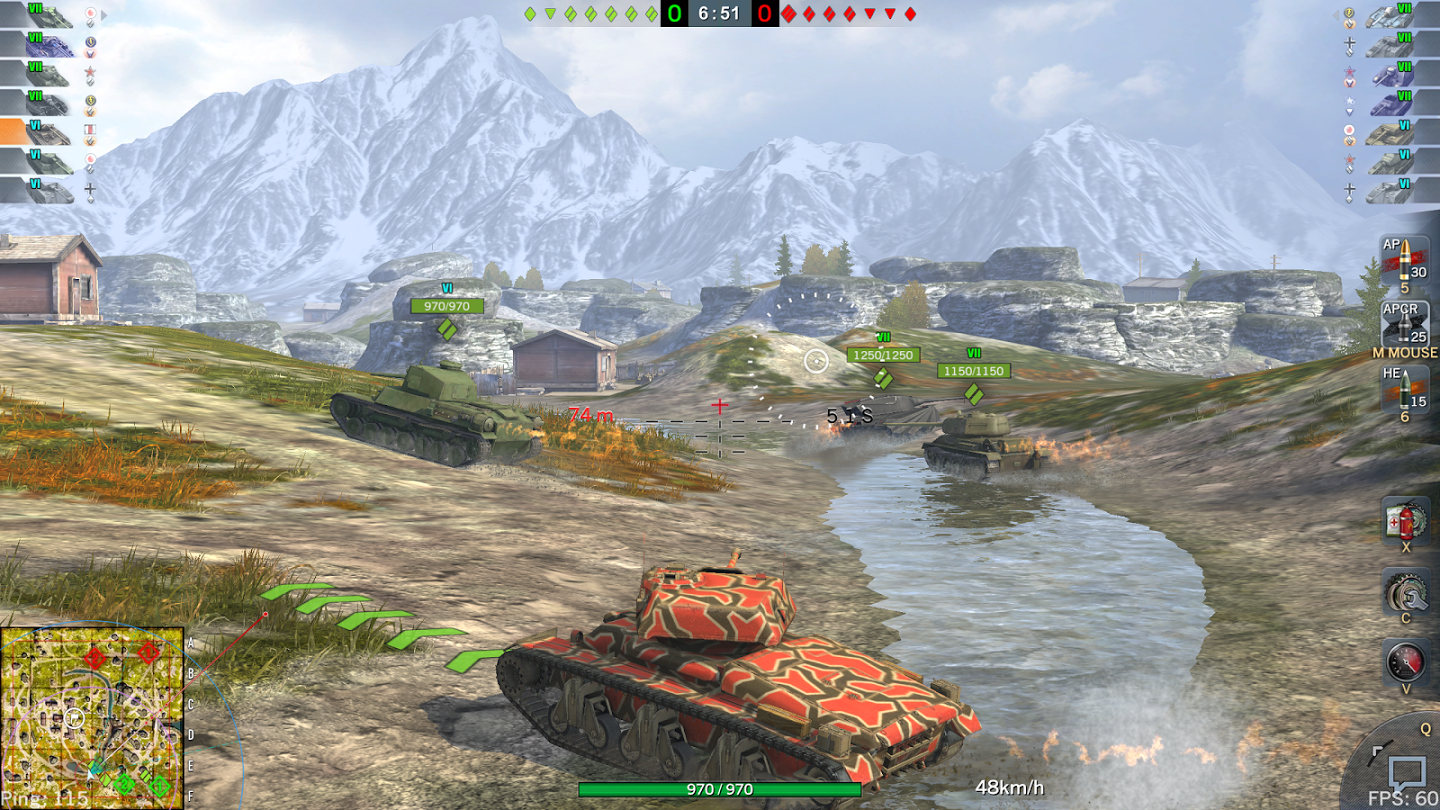 0 6:51 0
VII
VII
VII
VII
VI
VI
VI
VII
VII
VII
VII
VI
VI
VI
AP
30
5
APCR
25
M MOUSE
HE
15
6
VI
970/970
VII
1250/1250
VII
1150/1150
74 m
5.1 S
X
C
V
Q
A
B
C
D
E
F
Ping: 115
970 / 970
48km/h
FPS: 60